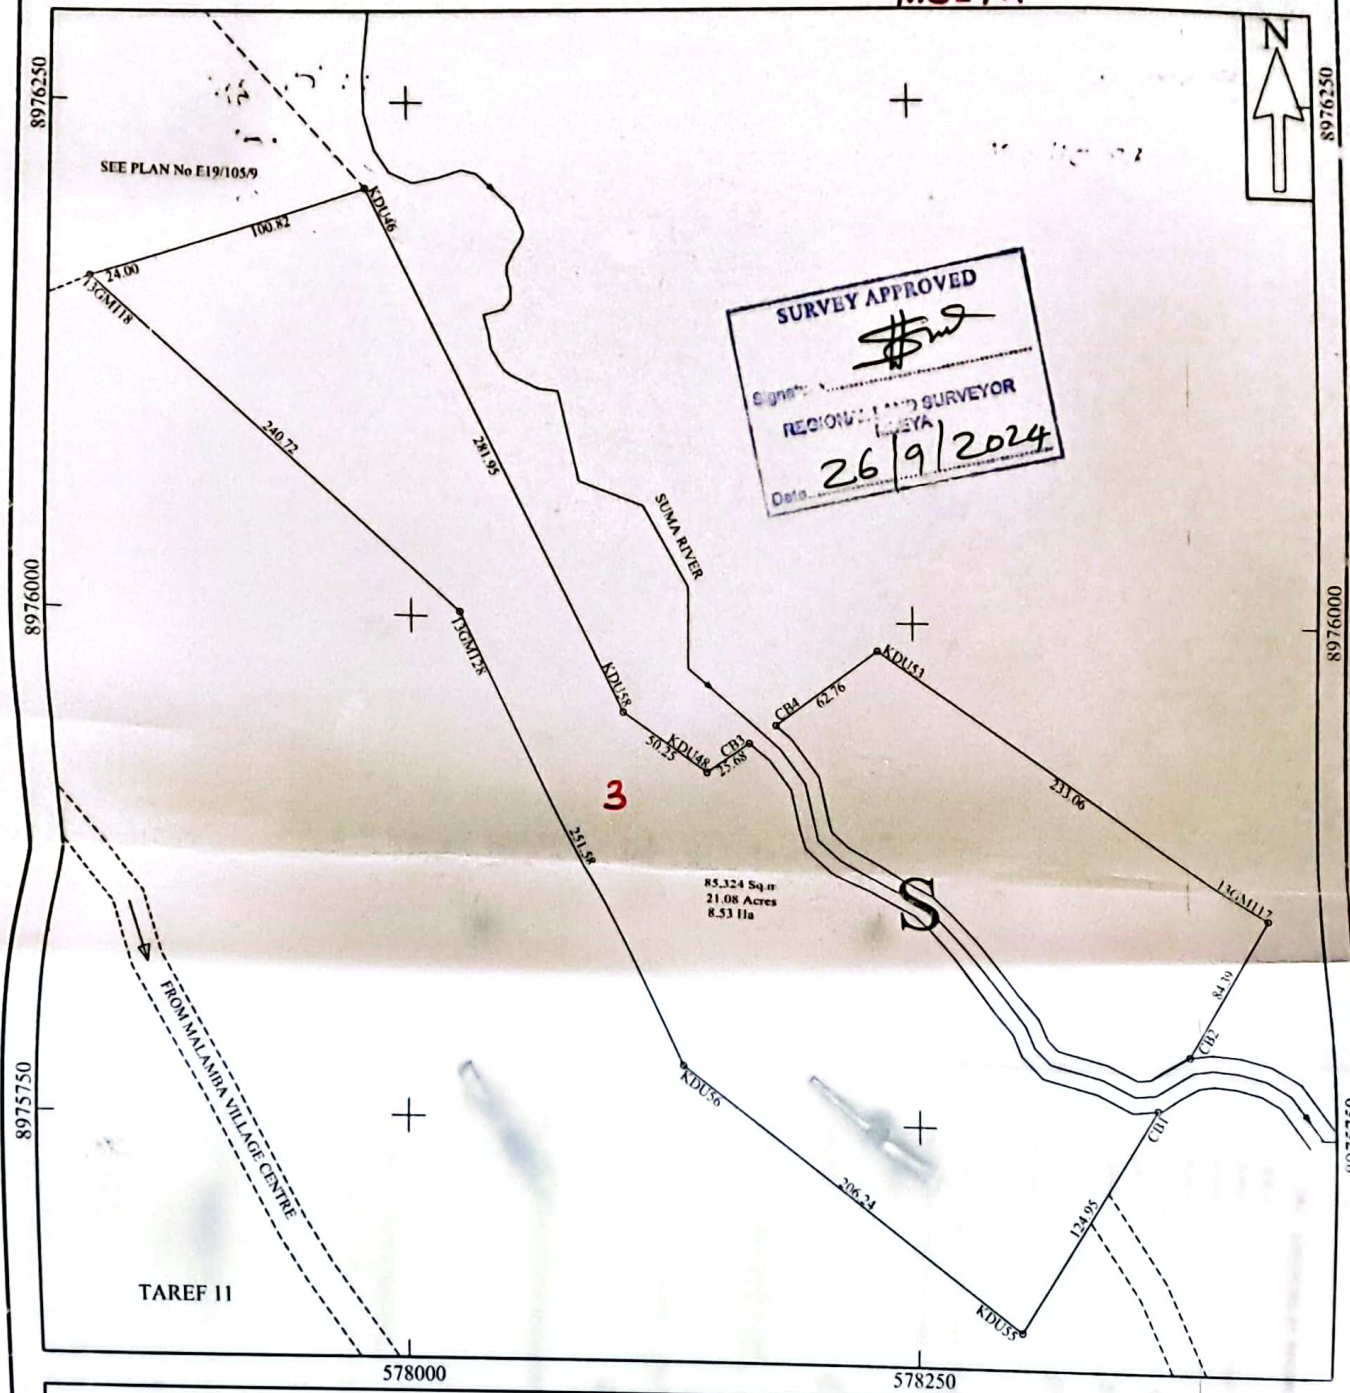 N
8976250
8976250
SEE PLAN No E19/105/9
KDU46
100.82
24.00
13GM118
SURVEY APPROVED
REGIONAL LAND SURVEYOR
MBEYA
Date 26/9/2024
240.72
281.95
SUMA RIVER
8976000
8976000
13GM128
KDU58
KDU53
CB4
62.76
CB3
KDU48
50.25
25.68
3
233.06
251.58
85,324 Sq.m
21.08 Acres
8.53 Ha
S
13GM117
84.39
CB2
FROM MALAMBA VILLAGE CENTRE
8975750
KDU56
CB1
206.24
124.95
TAREF 11
KDU55
578000
578250